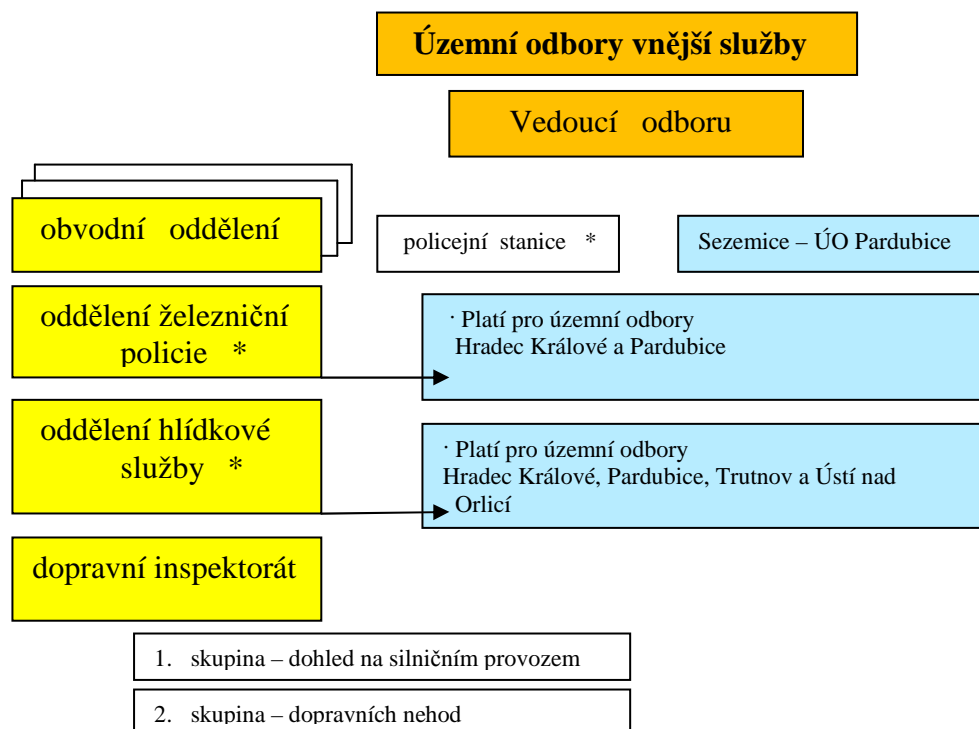 Územní odbory vnější služby
Vedoucí odboru
obvodní oddělení
policejní stanice *
Sezemice – ÚO Pardubice
oddělení železniční
policie *
· Platí pro územní odbory
Hradec Králové a Pardubice
oddělení hlídkové
služby *
· Platí pro územní odbory
Hradec Králové, Pardubice, Trutnov a Ústí nad
Orlicí
dopravní inspektorát
1. skupina – dohled na silničním provozem
2. skupina – dopravních nehod